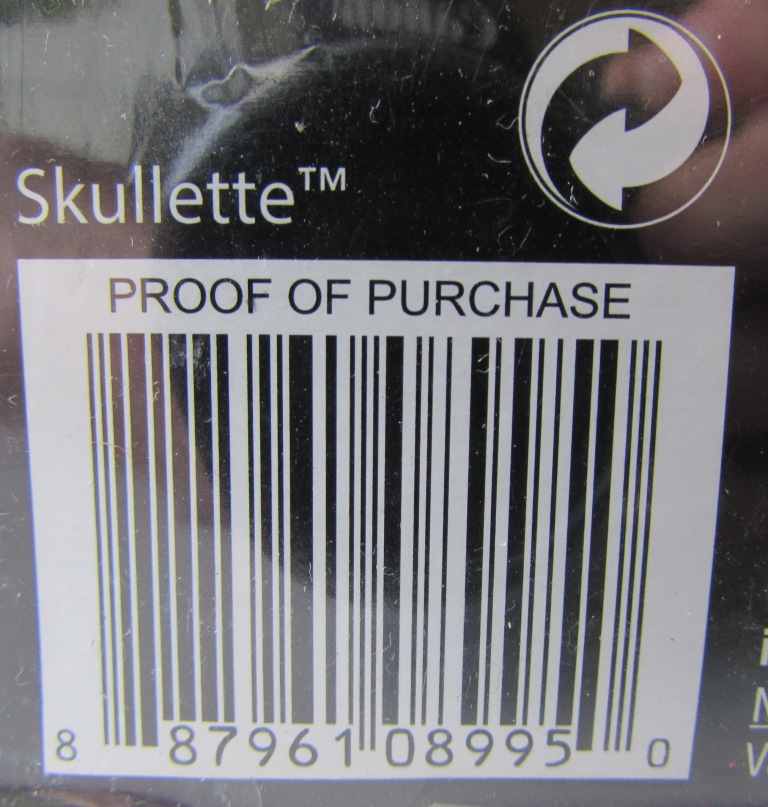 Skullette™
PROOF OF PURCHASE
8 87961 08995 0